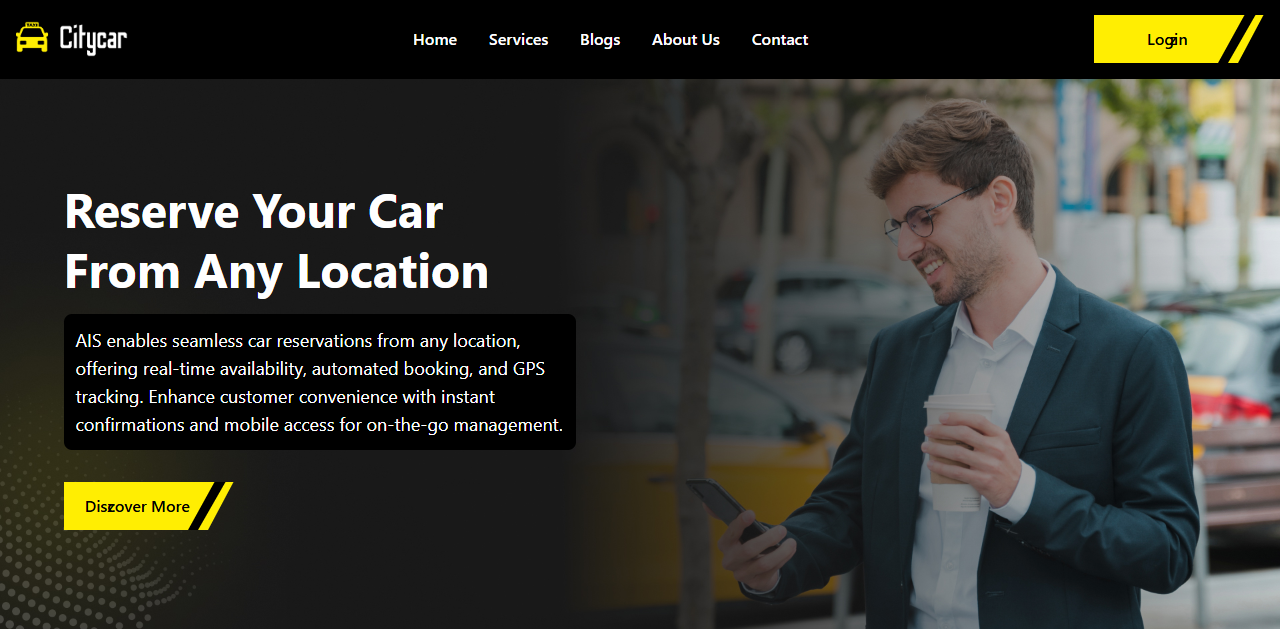 TAXI
Citycar
Home
Services
Blogs
About Us
Contact
Login
Reserve Your Car
From Any Location
AIS enables seamless car reservations from any location,
offering real-time availability, automated booking, and GPS
tracking. Enhance customer convenience with instant
confirmations and mobile access for on-the-go management.
Discover More